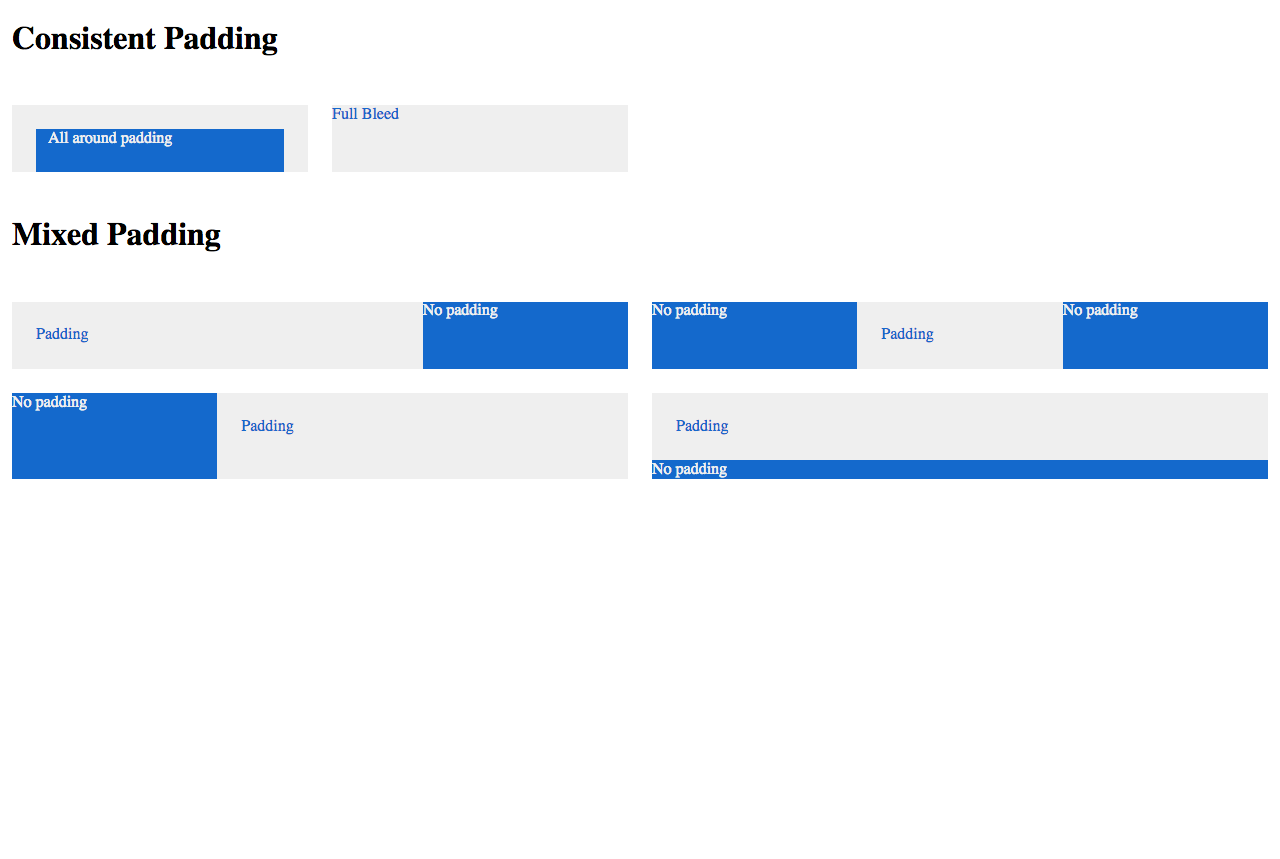 Consistent Padding
All around padding
Full Bleed
Mixed Padding
Padding
No padding
No padding
Padding
No padding
No padding
Padding
Padding
No padding